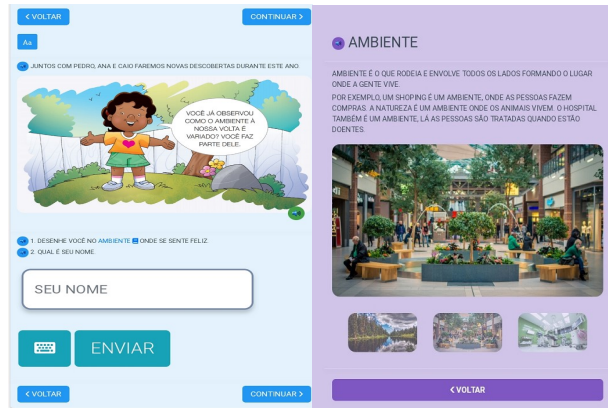 < VOLTAR
CONTINUAR >
Aa
JUNTOS COM PEDRO, ANA E CAIO FAREMOS NOVAS DESCOBERTAS DURANTE ESTE ANO.
VOCÊ JÁ OBSERVOU
COMO O AMBIENTE À
NOSSA VOLTA É
VARIADO? VOCÊ FAZ
PARTE DELE.
1. DESENHE VOCÊ NO AMBIENTE ONDE SE SENTE FELIZ.
2. QUAL É SEU NOME
SEU NOME
ENVIAR
< VOLTAR
CONTINUAR >
AMBIENTE
AMBIENTE É O QUE RODEIA E ENVOLVE TODOS OS LADOS FORMANDO O LUGAR
ONDE A GENTE VIVE.
POR EXEMPLO, UM SHOPING É UM AMBIENTE, ONDE AS PESSOAS FAZEM
COMPRAS. A NATUREZA É UM AMBIENTE ONDE OS ANIMAIS VIVEM. O HOSPITAL
TAMBÉM É UM AMBIENTE, LÁ AS PESSOAS SÃO TRATADAS QUANDO ESTÃO
DOENTES.
< VOLTAR